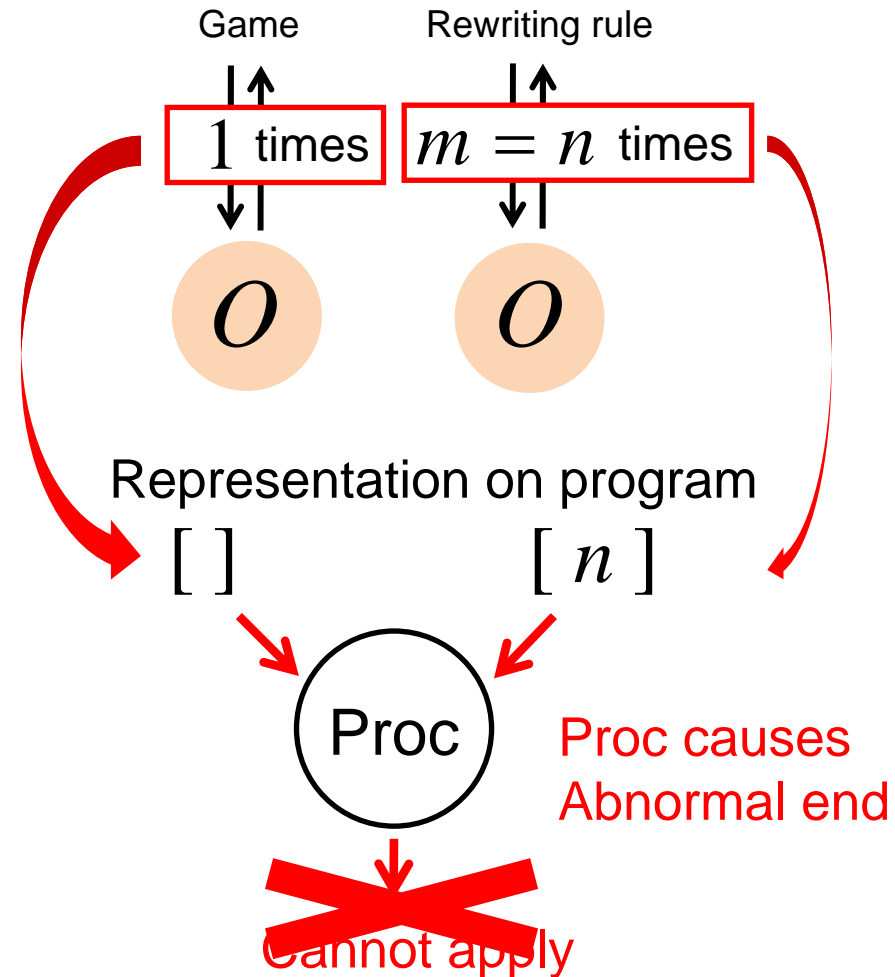 Game Rewriting rule
1 times m = n times
O O
Representation on program
[ ] [ n ]
Proc
Proc causes
Abnormal end
Cannot apply